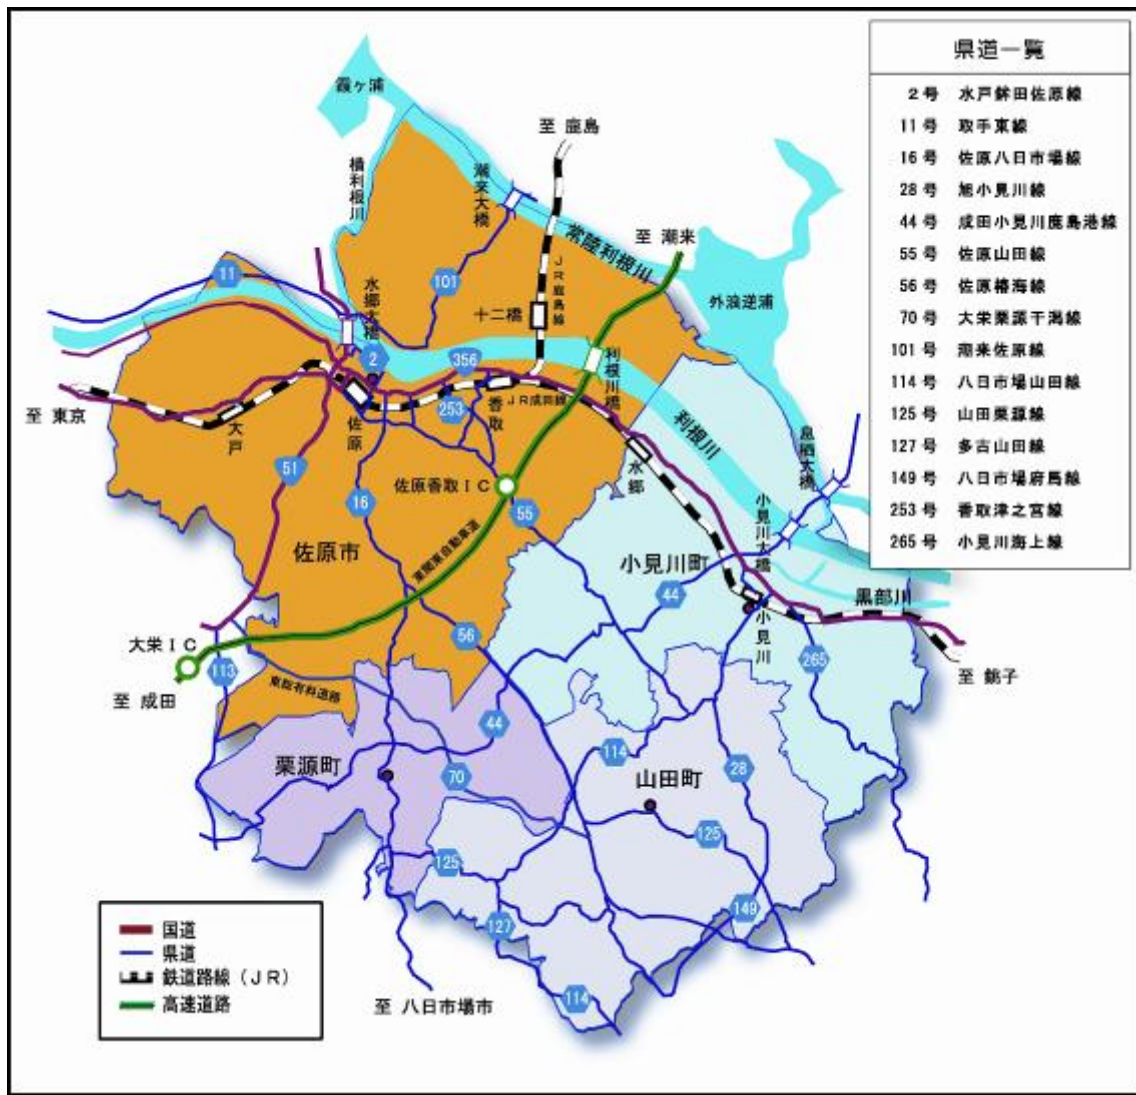 県道一覧
2号 水戸鉾田佐原線
11号 取手東線
16号 佐原八日市場線
28号 旭小見川線
44号 成田小見川鹿島港線
55号 佐原山田線
56号 佐原椿海線
70号 大栄栗源干潟線
101号 潮来佐原線
114号 八日市場山田線
125号 山田栗源線
127号 多古山田線
149号 八日市場府馬線
253号 香取津之宮線
265号 小見川海上線
霞ヶ浦
至 鹿島
横利根川
潮来大橋
常陸利根川
至 潮来
JR鹿島線
外浪逆浦
11
101
水郷大橋
十二橋
2
356
利根川橋
至 東京
大戸
佐原
253
香取
JR成田線
利根川
水郷
息栖大橋
51
16
佐原香取IC
55
小見川大橋
佐原市
東関東自動車道
小見川町
44
黒部川
小見川
大栄IC
56
113
265
至 銚子
至 成田
東総有料道路
44
114
栗源町
70
山田町
28
125
125
127
149
114
国道
県道
鉄道路線(JR)
高速道路
至 八日市場市